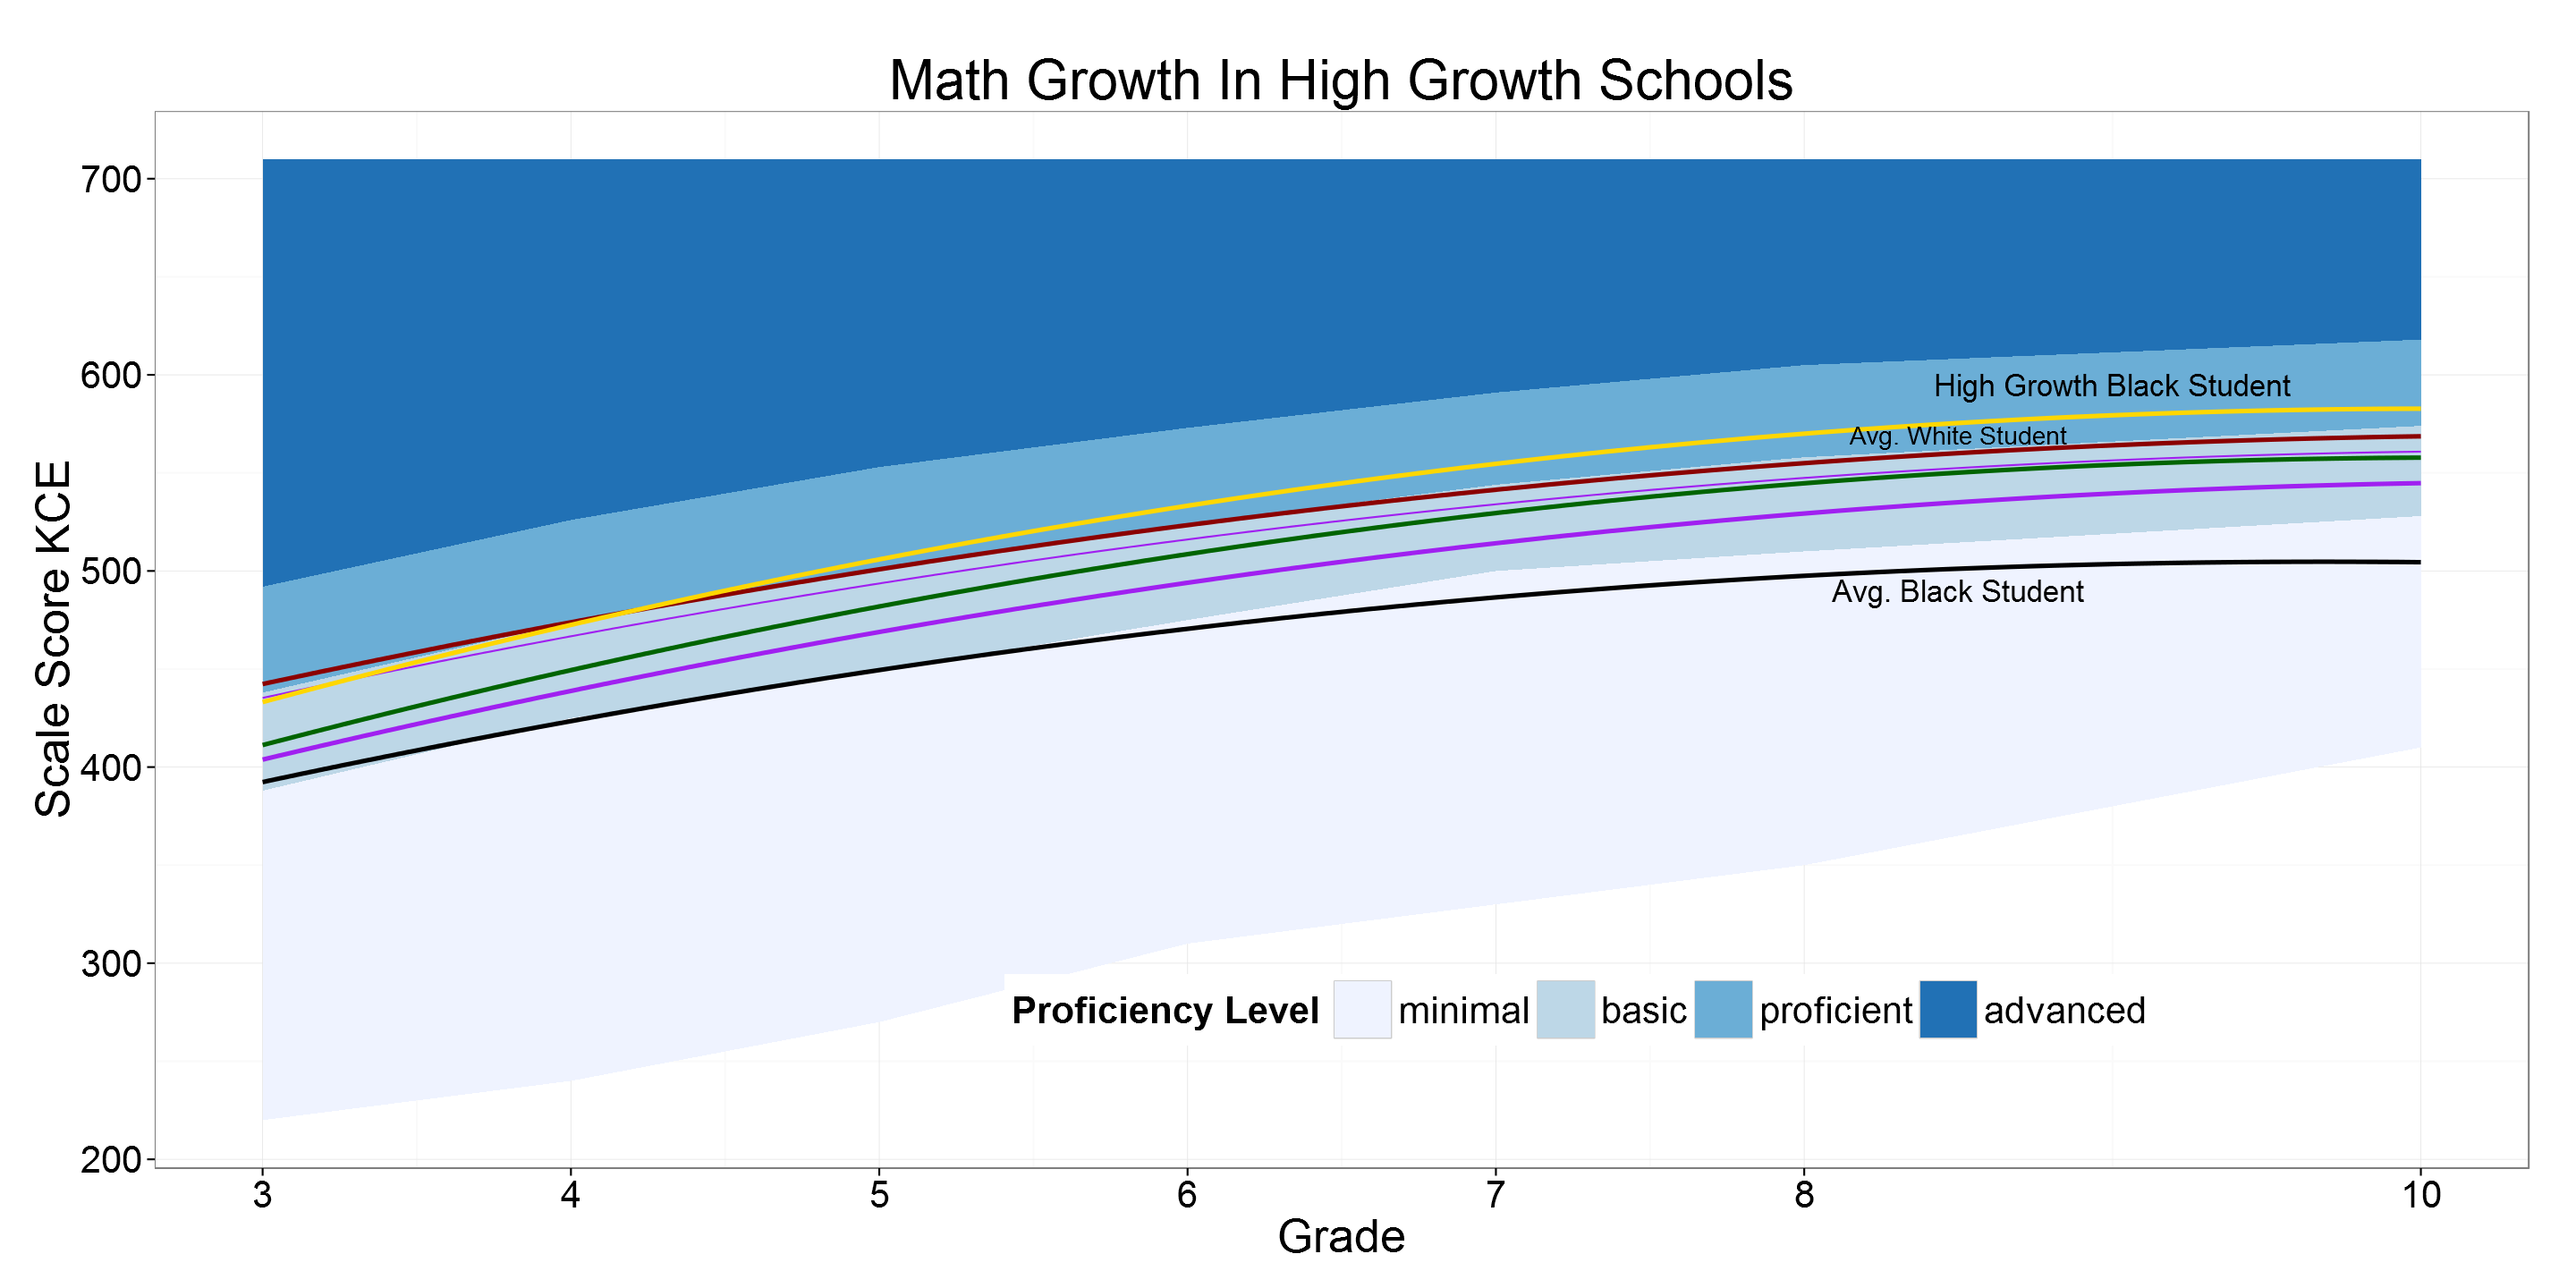 Math Growth In High Growth Schools
Scale Score KCE
700
600
500
400
300
200
High Growth Black Student
Avg. White Student
Avg. Black Student
Proficiency Level minimal basic proficient advanced
3 4 5 6 7 8 10
Grade